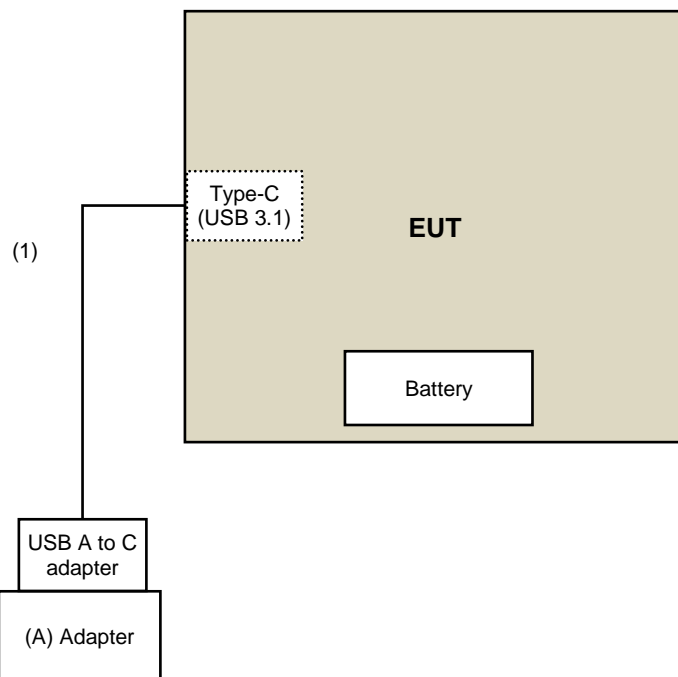 Type-C
(USB 3.1)
EUT
(1)
Battery
USB A to C
adapter
(A) Adapter